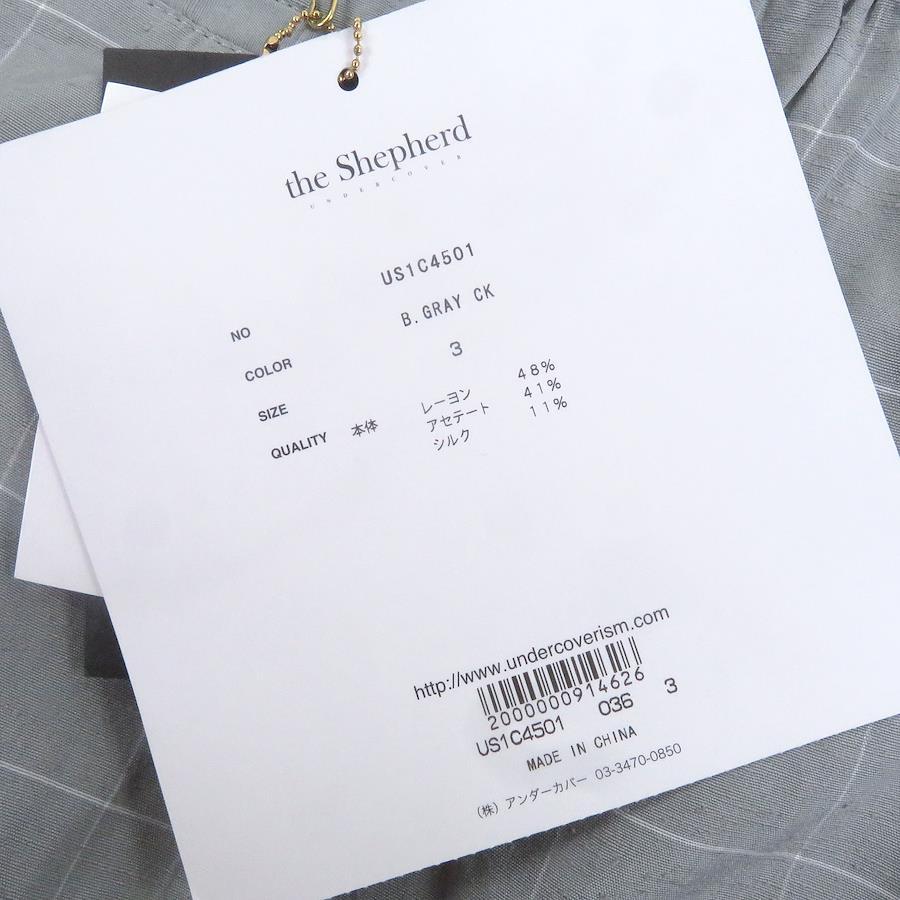 the Shepherd
UNDERCOVER
NO US1C4501
COLOR B.GRAY CK
SIZE 3
QUALITY 本体 レーヨン 48%
アセテート 41%
シルク 11%
http://www.undercoverism.com
2000000914626
US1C4501 036 3
MADE IN CHINA
(株) アンダーカバー 03-3470-0850